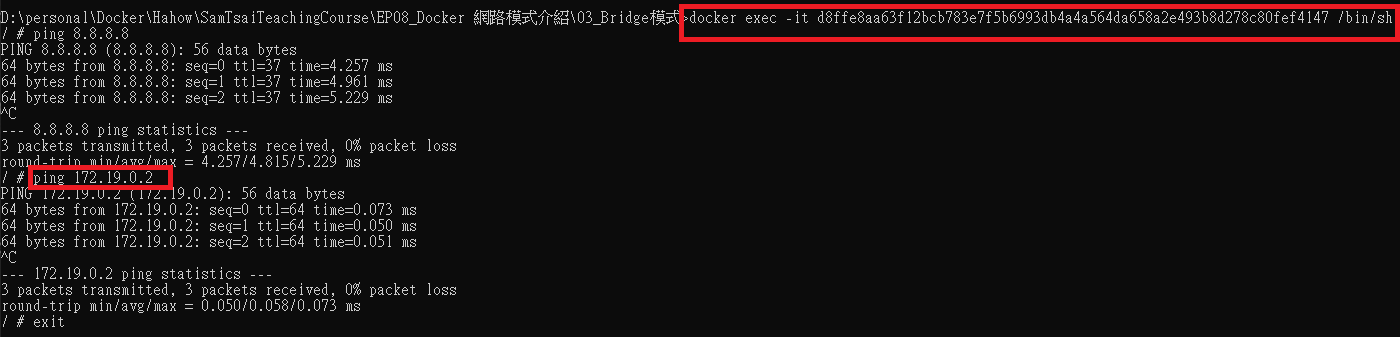 D:\personal\Docker\Hahow\SamTsaiTeachingCourse\EP08_Docker 網路模式介紹\03_Bridge模式>docker exec -it d8ffe8aa63f12bcb783e7f5b6993db4a4a564da658a2e493b8d278c80fef4147 /bin/sh
/ # ping 8.8.8.8
PING 8.8.8.8 (8.8.8.8): 56 data bytes
64 bytes from 8.8.8.8: seq=0 ttl=37 time=4.257 ms
64 bytes from 8.8.8.8: seq=1 ttl=37 time=4.961 ms
64 bytes from 8.8.8.8: seq=2 ttl=37 time=5.229 ms
^C
--- 8.8.8.8 ping statistics ---
3 packets transmitted, 3 packets received, 0% packet loss
round-trip min/avg/max = 4.257/4.815/5.229 ms
/ # ping 172.19.0.2
PING 172.19.0.2 (172.19.0.2): 56 data bytes
64 bytes from 172.19.0.2: seq=0 ttl=64 time=0.073 ms
64 bytes from 172.19.0.2: seq=1 ttl=64 time=0.050 ms
64 bytes from 172.19.0.2: seq=2 ttl=64 time=0.051 ms
^C
--- 172.19.0.2 ping statistics ---
3 packets transmitted, 3 packets received, 0% packet loss
round-trip min/avg/max = 0.050/0.058/0.073 ms
/ # exit